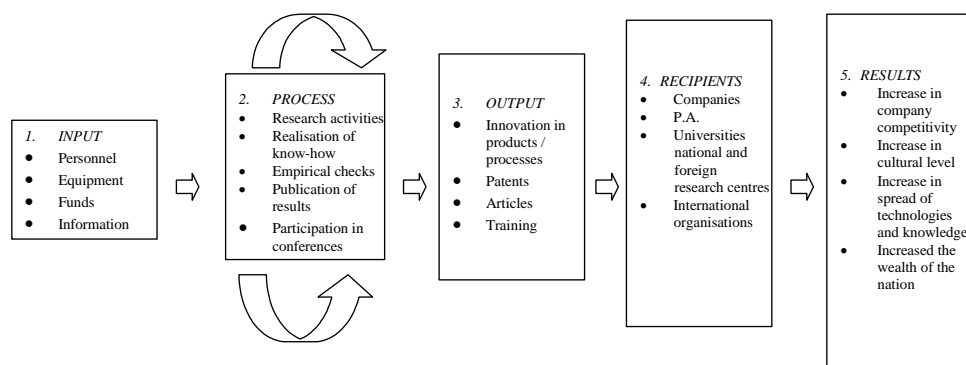 1. INPUT
● Personnel
● Equipment
● Funds
● Information
2. PROCESS
● Research activities
● Realisation of
know-how
● Empirical checks
● Publication of
results
● Participation in
conferences
3. OUTPUT
● Innovation in
products /
processes
● Patents
● Articles
● Training
4. RECIPIENTS
● Companies
● P.A.
● Universities
national and
foreign
research centres
● International
organisations
5. RESULTS
● Increase in
company
competivity
● Increase in
cultural level
● Increase in
spread of
technologies
and knowledge
● Increased the
wealth of the
nation